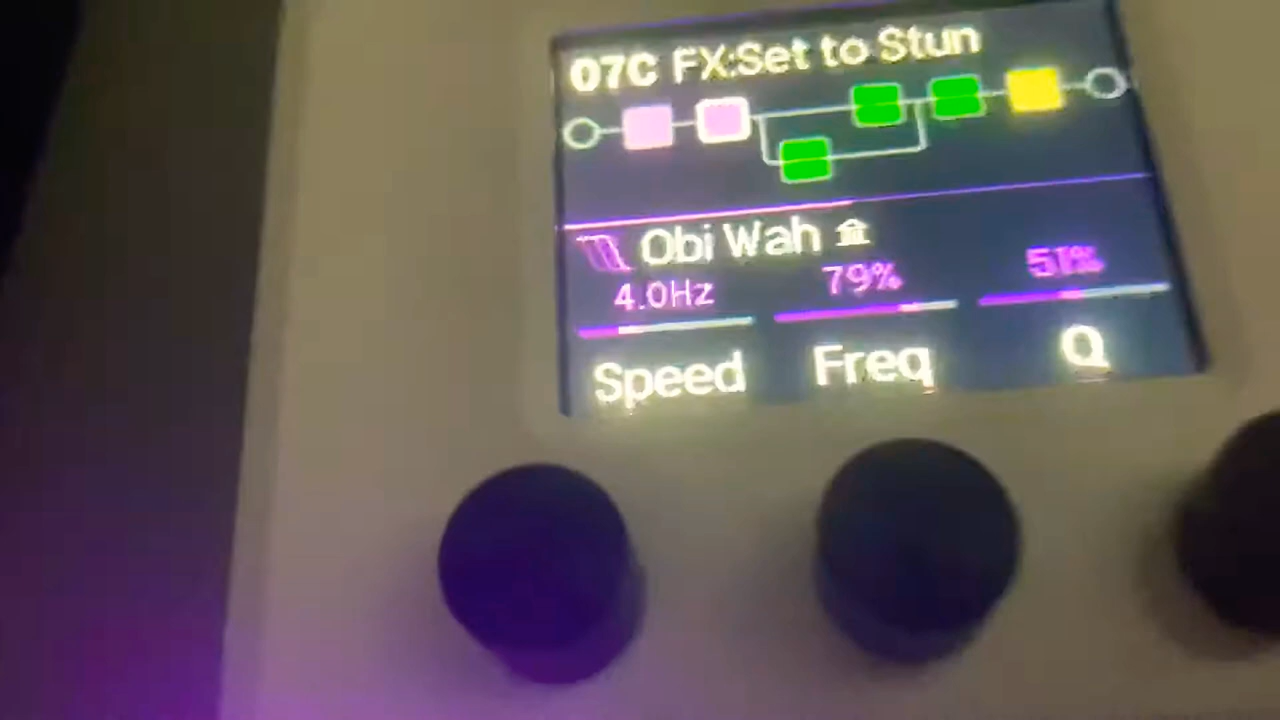 07C FX:Set to Stun
Obi Wah
4.0Hz 79% 51%
Speed Freq Q